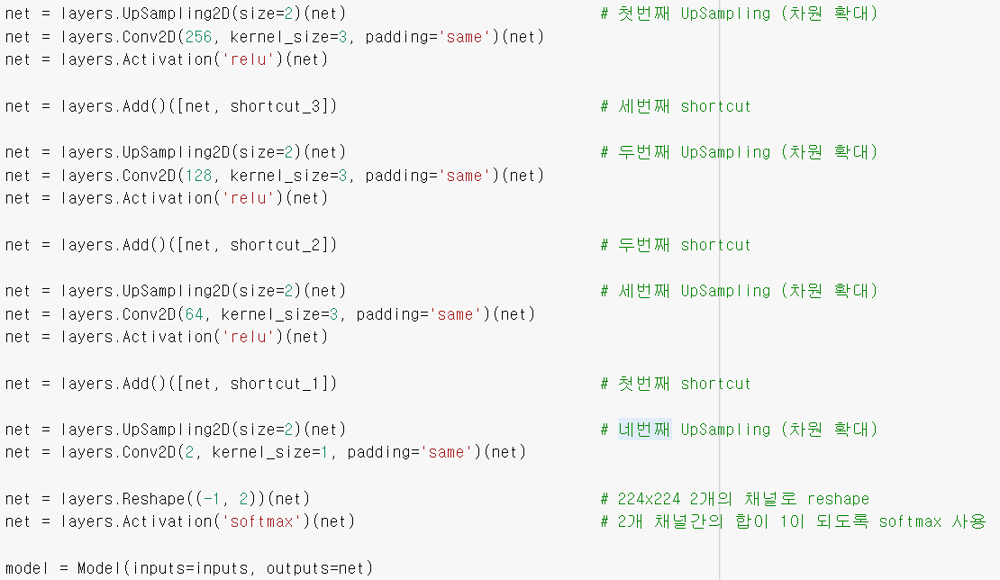 net = layers.UpSampling2D(size=2)(net) # 첫번째 UpSampling (차원 확대)
net = layers.Conv2D(256, kernel_size=3, padding='same')(net)
net = layers.Activation('relu')(net)
net = layers.Add()([net, shortcut_3]) # 세번째 shortcut
net = layers.UpSampling2D(size=2)(net) # 두번째 UpSampling (차원 확대)
net = layers.Conv2D(128, kernel_size=3, padding='same')(net)
net = layers.Activation('relu')(net)
net = layers.Add()([net, shortcut_2]) # 두번째 shortcut
net = layers.UpSampling2D(size=2)(net) # 세번째 UpSampling (차원 확대)
net = layers.Conv2D(64, kernel_size=3, padding='same')(net)
net = layers.Activation('relu')(net)
net = layers.Add()([net, shortcut_1]) # 첫번째 shortcut
net = layers.UpSampling2D(size=2)(net) # 네번째 UpSampling (차원 확대)
net = layers.Conv2D(2, kernel_size=1, padding='same')(net)
net = layers.Reshape((-1, 2))(net) # 224x224 2개의 채널로 reshape
net = layers.Activation('softmax')(net) # 2개 채널간의 합이 1이 되도록 softmax 사용
model = Model(inputs=inputs, outputs=net)